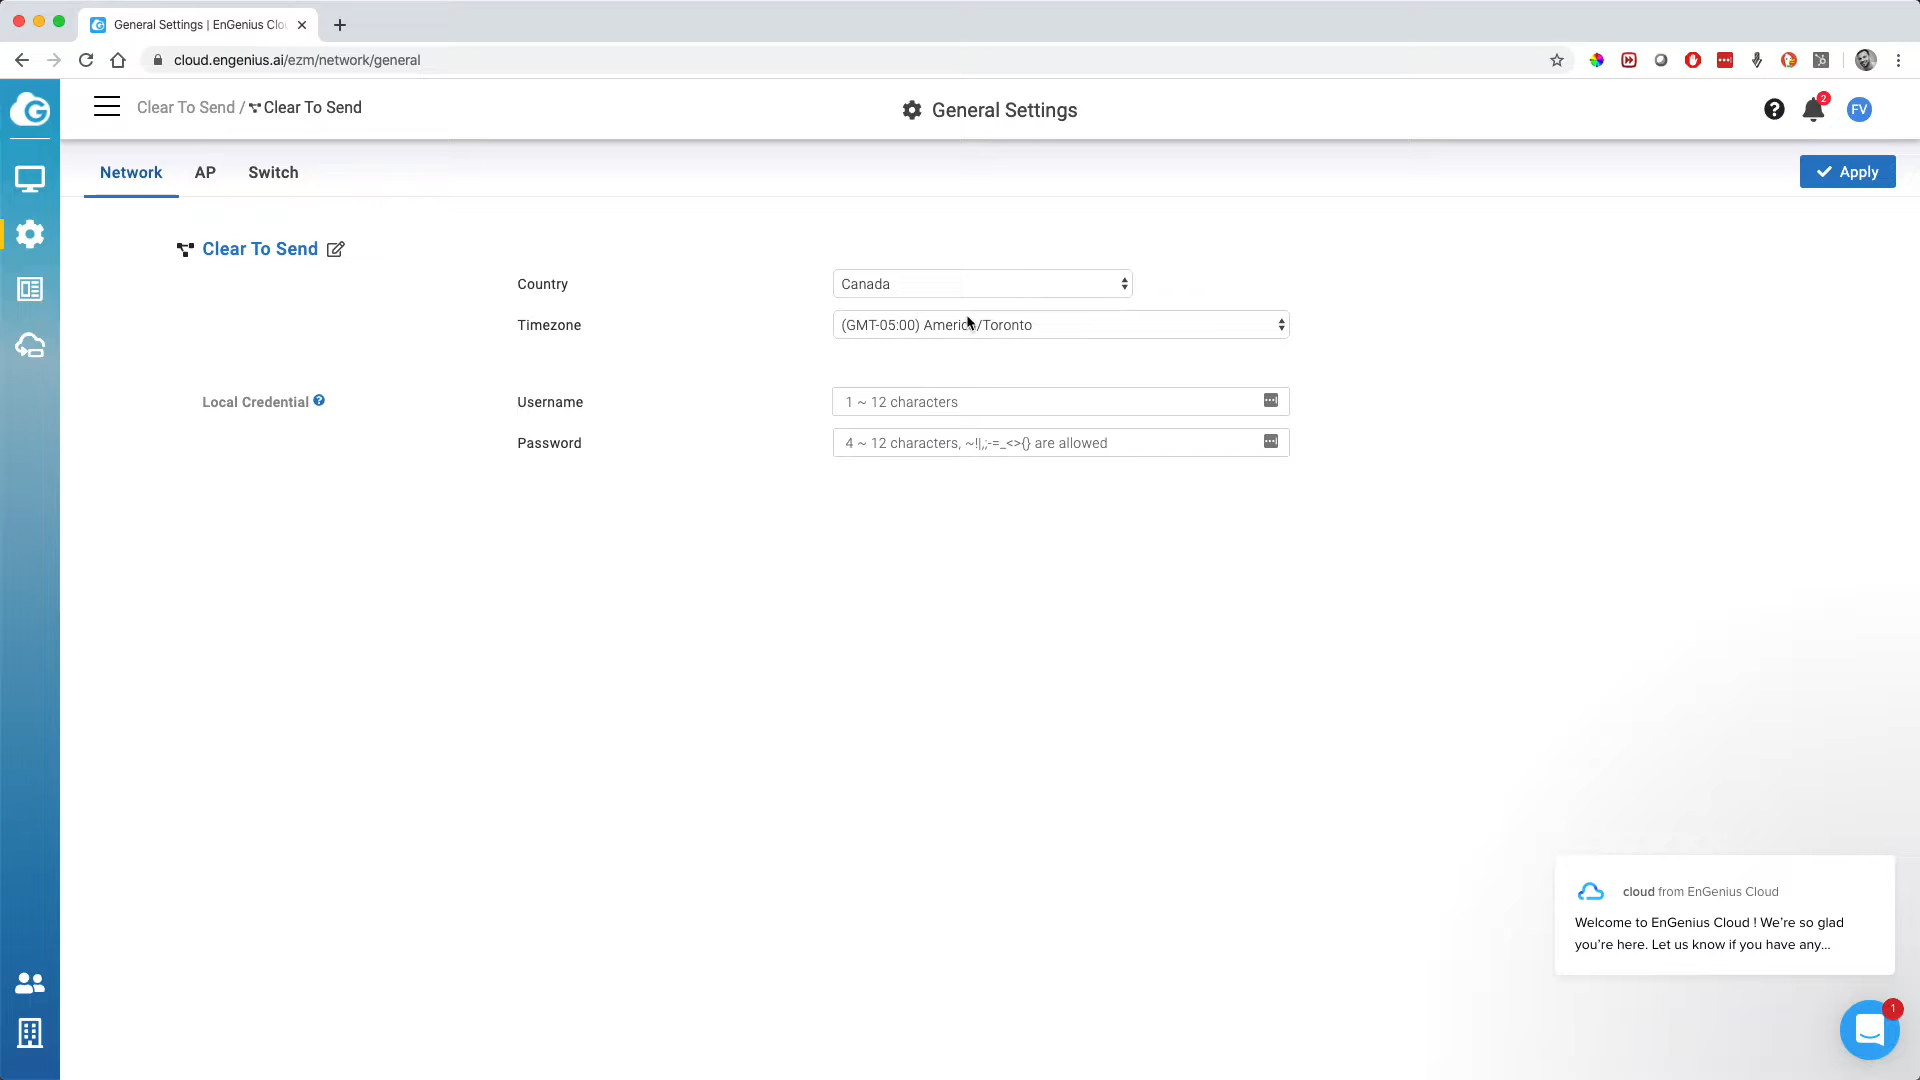 General Settings | EnGenius Clo
cloud.engenius.ai/ezm/network/general
Clear To Send / Clear To Send
General Settings
2
FV
Network
AP
Switch
Apply
Clear To Send
Country
Canada
Timezone
(GMT-05:00) America/Toronto
Local Credential
Username
1 ~ 12 characters
Password
4 ~ 12 characters, ~!|,;-=_<>{} are allowed
cloud from EnGenius Cloud
Welcome to EnGenius Cloud ! We're so glad
you're here. Let us know if you have any...
1